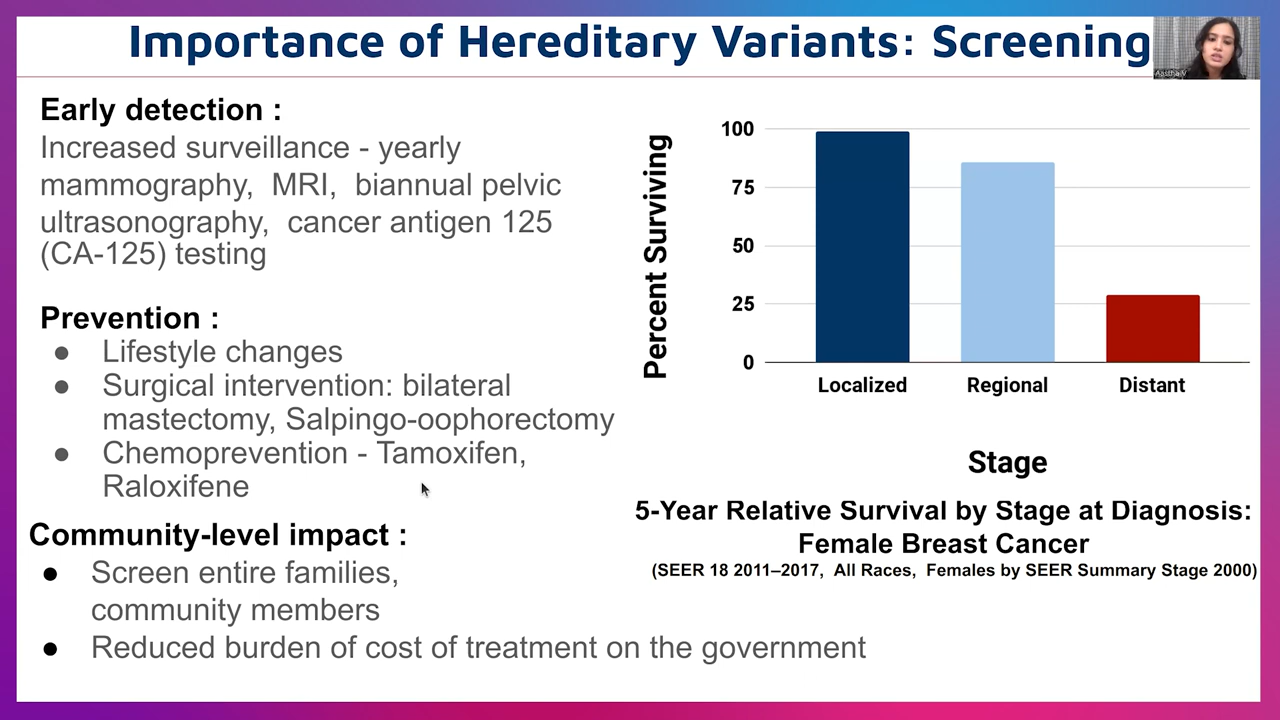 Importance of Hereditary Variants: Screening
Early detection :
Increased surveillance - yearly
mammography, MRI, biannual pelvic
ultrasonography, cancer antigen 125
(CA-125) testing
Prevention :
● Lifestyle changes
● Surgical intervention: bilateral
mastectomy, Salpingo-oophorectomy
● Chemoprevention - Tamoxifen,
Raloxifene
Community-level impact :
● Screen entire families,
community members
● Reduced burden of cost of treatment on the government
Percent Surviving
100
75
50
25
0
Localized Regional Distant
Stage
5-Year Relative Survival by Stage at Diagnosis:
Female Breast Cancer
(SEER 18 2011–2017, All Races, Females by SEER Summary Stage 2000)